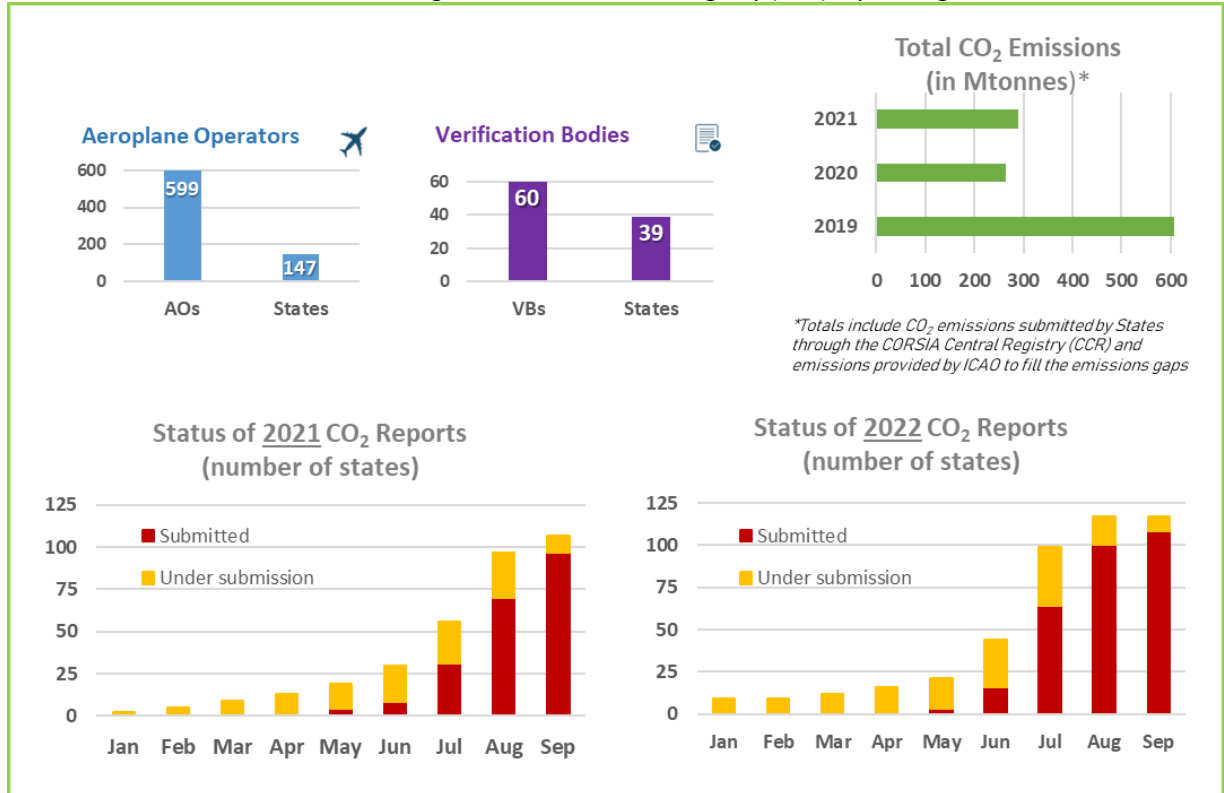 Total CO₂ Emissions
(in Mtonnes)*
2021
2020
2019
0 100 200 300 400 500 600
*Totals include CO₂ emissions submitted by States
through the CORSIA Central Registry (CCR) and
emissions provided by ICAO to fill the emissions gaps
Aeroplane Operators
600
400
200
0
599
147
AOs States
Verification Bodies
60
40
20
0
60
39
VBs States
Status of 2021 CO₂ Reports
(number of states)
125
100
75
50
25
0
Submitted
Under submission
Jan Feb Mar Apr May Jun Jul Aug Sep
Status of 2022 CO₂ Reports
(number of states)
125
100
75
50
25
0
Submitted
Under submission
Jan Feb Mar Apr May Jun Jul Aug Sep